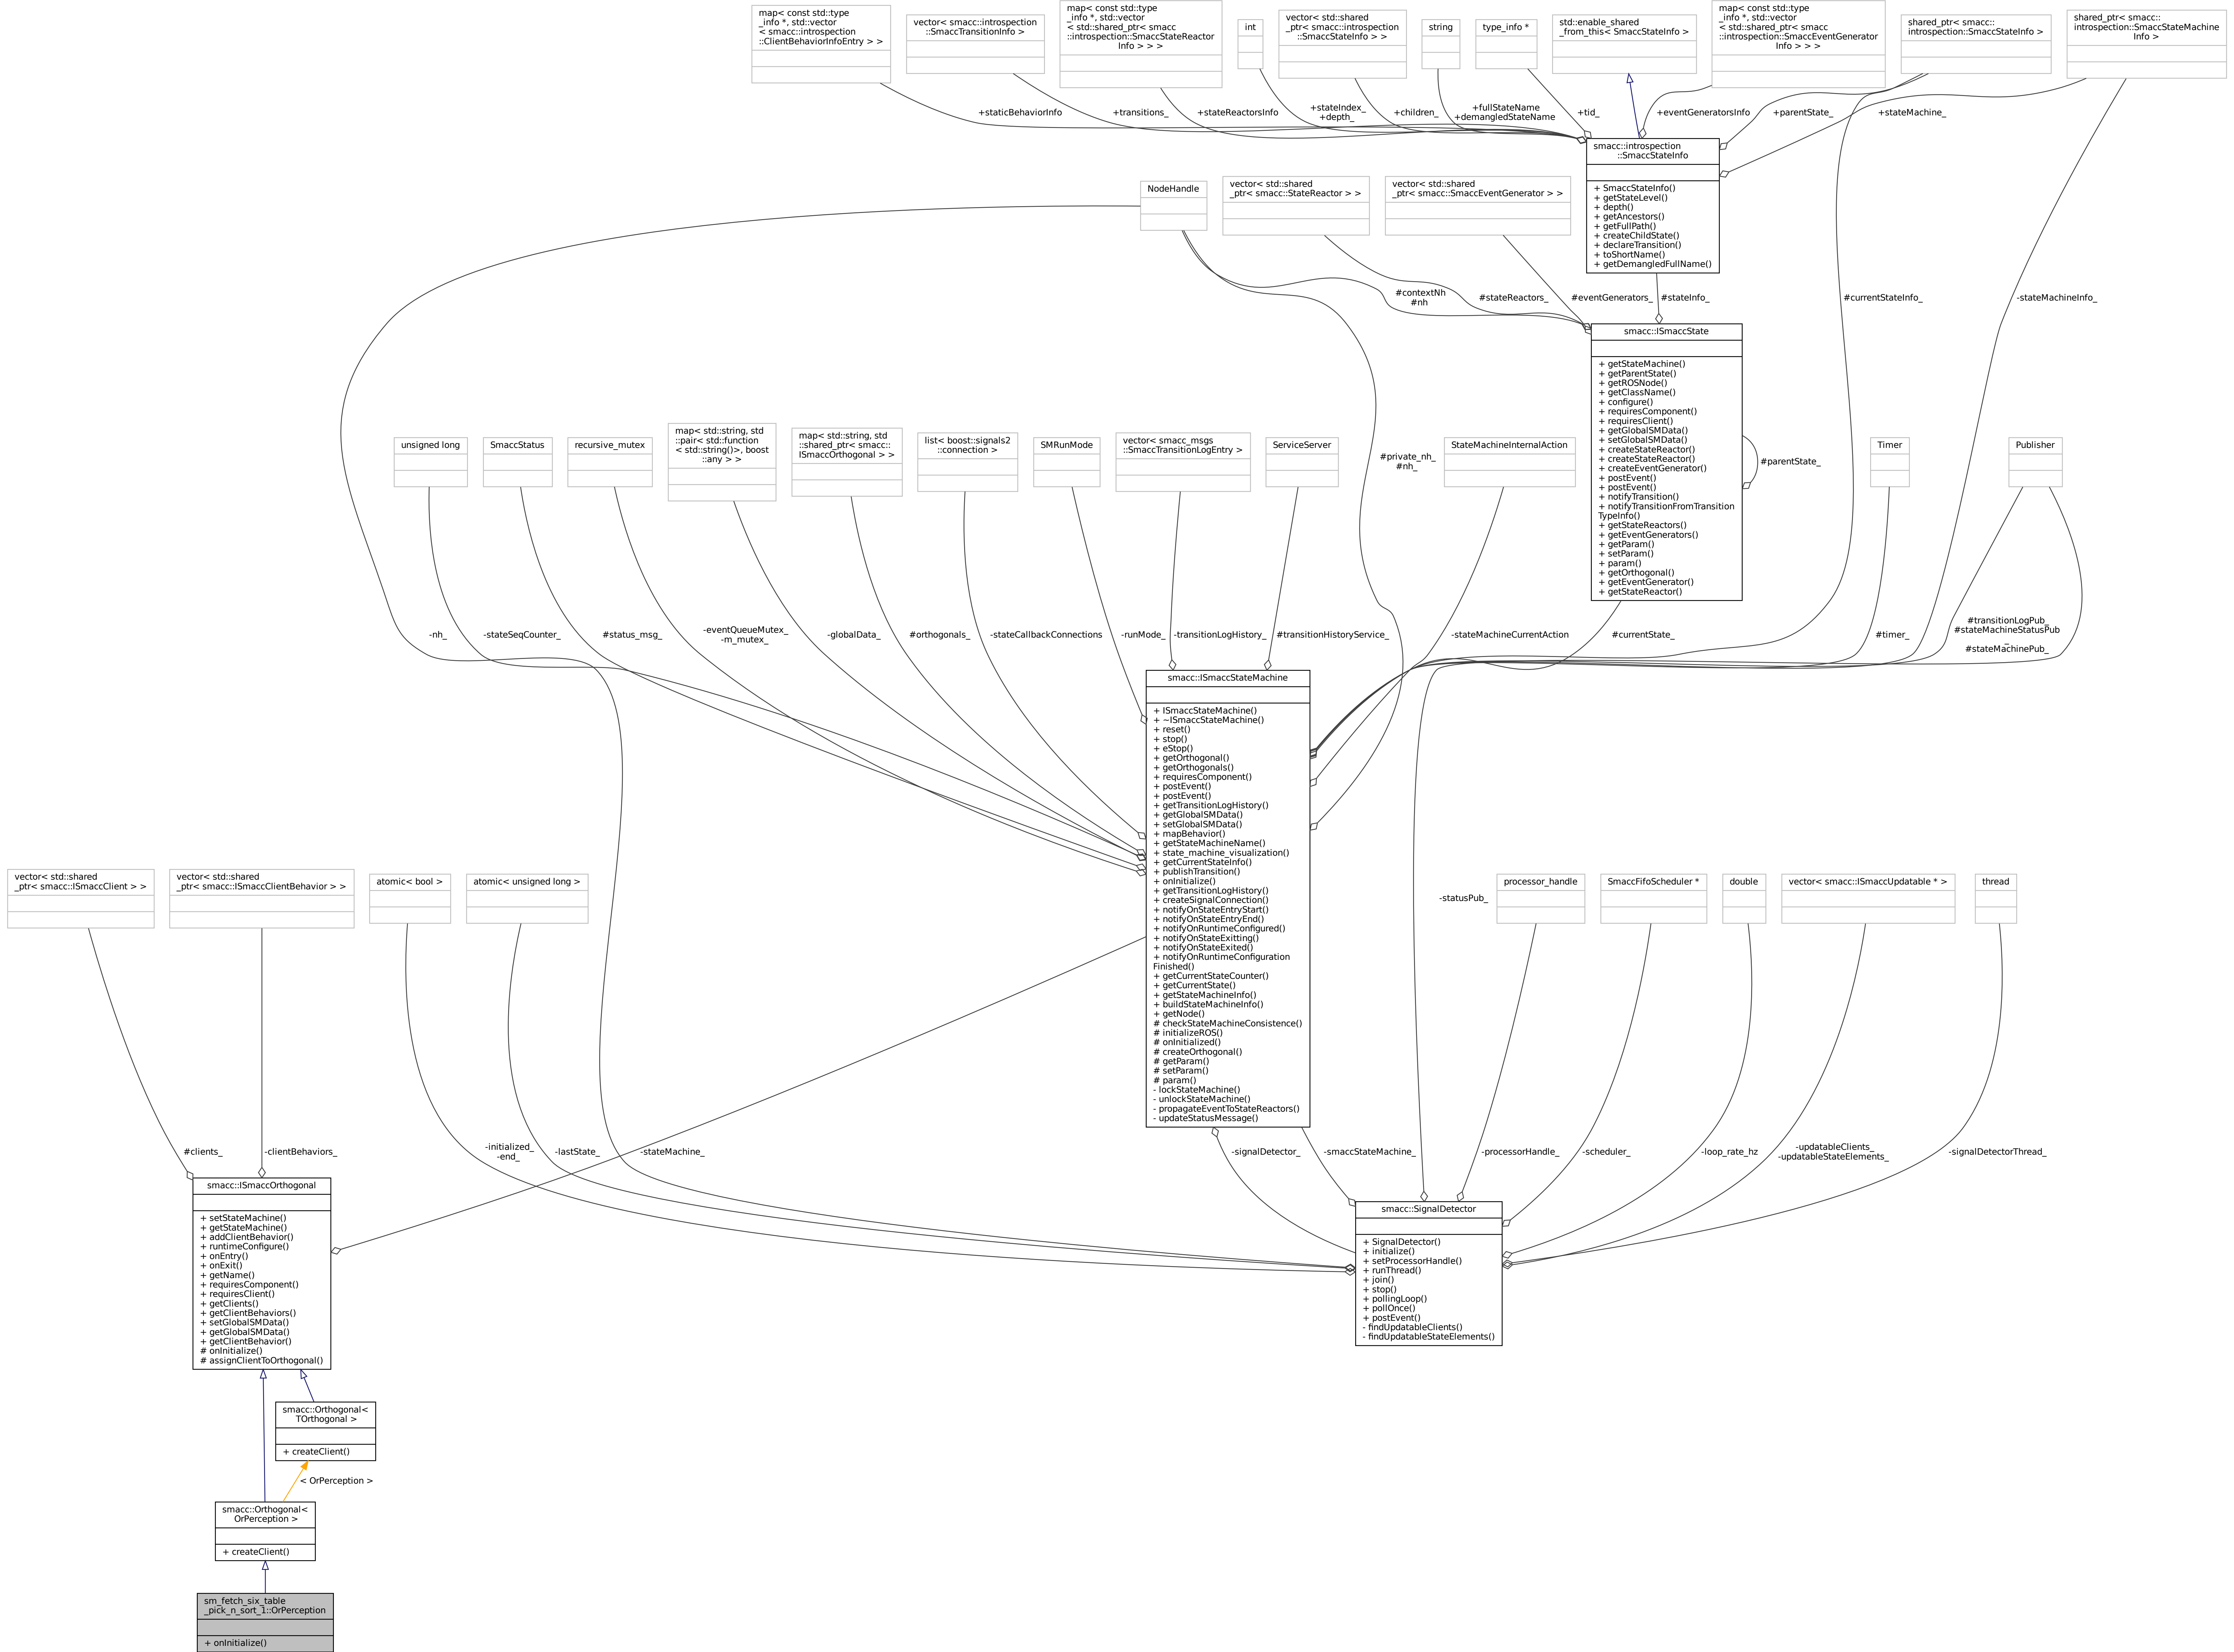 map< const std::type
_info *, std::vector
< smacc::introspection
::ClientBehaviorInfoEntry > >
vector< smacc::introspection
::SmaccTransitionInfo >
map< const std::type
_info *, std::vector
< std::shared_ptr< smacc
::introspection::SmaccStateReactor
Info > > >
int
vector< std::shared
_ptr< smacc::introspection
::SmaccStateInfo > >
string
type_info *
std::enable_shared
_from_this< SmaccStateInfo >
map< const std::type
_info *, std::vector
< std::shared_ptr< smacc
::introspection::SmaccEventGenerator
Info > > >
shared_ptr< smacc::
introspection::SmaccStateInfo >
shared_ptr< smacc::
introspection::SmaccStateMachine
Info >
+staticBehaviorInfo
+transitions_
+stateReactorsInfo
+stateIndex_
+depth_
+children_
+fullStateName
+demangledStateName
+tid_
+eventGeneratorsInfo
+parentState_
+stateMachine_
smacc::introspection
::SmaccStateInfo
+ SmaccStateInfo()
+ getStateLevel()
+ depth()
+ getAncestors()
+ getFullPath()
+ createChildState()
+ declareTransition()
+ toShortName()
+ getDemangledFullName()
NodeHandle
vector< std::shared
_ptr< smacc::StateReactor > >
vector< std::shared
_ptr< smacc::SmaccEventGenerator > >
#contextNh
#nh
#stateReactors_
#eventGenerators_
#stateInfo_
#currentStateInfo_
-stateMachineInfo_
smacc::ISmaccState
+ getStateMachine()
+ getParentState()
+ getROSNode()
+ getClassName()
+ configure()
+ requiresComponent()
+ requiresClient()
+ getGlobalSMData()
+ setGlobalSMData()
+ createStateReactor()
+ createStateReactor()
+ createEventGenerator()
+ postEvent()
+ postEvent()
+ notifyTransition()
+ notifyTransitionFromTransition
TypeInfo()
+ getStateReactors()
+ getEventGenerators()
+ getParam()
+ setParam()
+ param()
+ getOrthogonal()
+ getEventGenerator()
+ getStateReactor()
#parentState_
unsigned long
SmaccStatus
recursive_mutex
map< std::string, std
::pair< std::function
< std::string()>, boost
::any > >
map< std::string, std
::shared_ptr< smacc::
ISmaccOrthogonal > >
list< boost::signals2
::connection >
SMRunMode
vector< smacc_msgs
::SmaccTransitionLogEntry >
ServiceServer
#private_nh_
#nh_
StateMachineInternalAction
Timer
Publisher
-nh_
-stateSeqCounter_
#status_msg_
-eventQueueMutex_
-m_mutex_
-globalData_
#orthogonals_
-stateCallbackConnections
-runMode_
-transitionLogHistory_
#transitionHistoryService_
-stateMachineCurrentAction
#currentState_
#timer_
#transitionLogPub_
#stateMachineStatusPub
_
#stateMachinePub_
smacc::ISmaccStateMachine
+ ISmaccStateMachine()
+ ~ISmaccStateMachine()
+ reset()
+ stop()
+ eStop()
+ getOrthogonal()
+ getOrthogonals()
+ requiresComponent()
+ postEvent()
+ postEvent()
+ getTransitionLogHistory()
+ getGlobalSMData()
+ setGlobalSMData()
+ mapBehavior()
+ getStateMachineName()
+ state_machine_visualization()
+ getCurrentStateInfo()
+ publishTransition()
+ onInitialize()
+ getTransitionLogHistory()
+ createSignalConnection()
+ notifyOnStateEntryStart()
+ notifyOnStateEntryEnd()
+ notifyOnRuntimeConfigured()
+ notifyOnStateExitting()
+ notifyOnStateExited()
+ notifyOnRuntimeConfiguration
Finished()
+ getCurrentStateCounter()
+ getCurrentState()
+ getStateMachineInfo()
+ buildStateMachineInfo()
+ getNode()
# checkStateMachineConsistence()
# initializeROS()
# onInitialized()
# createOrthogonal()
# getParam()
# setParam()
# param()
- lockStateMachine()
- unlockStateMachine()
- propagateEventToStateReactors()
- updateStatusMessage()
vector< std::shared
_ptr< smacc::ISmaccClient > >
vector< std::shared
_ptr< smacc::ISmaccClientBehavior > >
atomic< bool >
atomic< unsigned long >
-statusPub_
processor_handle
SmaccFifoScheduler *
double
vector< smacc::ISmaccUpdatable * >
thread
#clients_
-clientBehaviors_
-initialized_
-end_
-lastState_
-stateMachine_
-signalDetector_
-smaccStateMachine_
-processorHandle_
-scheduler_
-loop_rate_hz
-updatableClients_
-updatableStateElements_
-signalDetectorThread_
smacc::ISmaccOrthogonal
+ setStateMachine()
+ getStateMachine()
+ addClientBehavior()
+ runtimeConfigure()
+ onEntry()
+ onExit()
+ getName()
+ requiresComponent()
+ requiresClient()
+ getClients()
+ getClientBehaviors()
+ setGlobalSMData()
+ getGlobalSMData()
+ getClientBehavior()
# onInitialize()
# assignClientToOrthogonal()
smacc::SignalDetector
+ SignalDetector()
+ initialize()
+ setProcessorHandle()
+ runThread()
+ join()
+ stop()
+ pollingLoop()
+ pollOnce()
+ postEvent()
- findUpdatableClients()
- findUpdatableStateElements()
smacc::Orthogonal<
TOrthogonal >
+ createClient()
< OrPerception >
smacc::Orthogonal<
OrPerception >
+ createClient()
sm_fetch_six_table
_pick_n_sort_1::OrPerception
+ onInitialize()